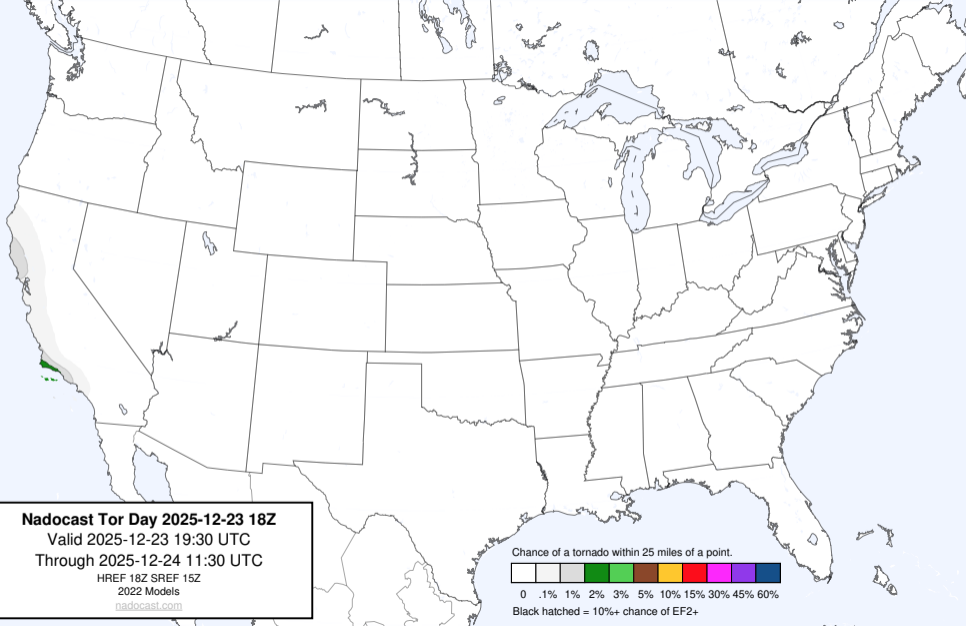 Nadocast Tor Day 2025-12-23 18Z
Valid 2025-12-23 19:30 UTC
Through 2025-12-24 11:30 UTC
HREF 18Z SREF 15Z
2022 Models
nadocast.com
Chance of a tornado within 25 miles of a point.
0 .1% 1% 2% 3% 5% 10% 15% 30% 45% 60%
Black hatched = 10%+ chance of EF2+